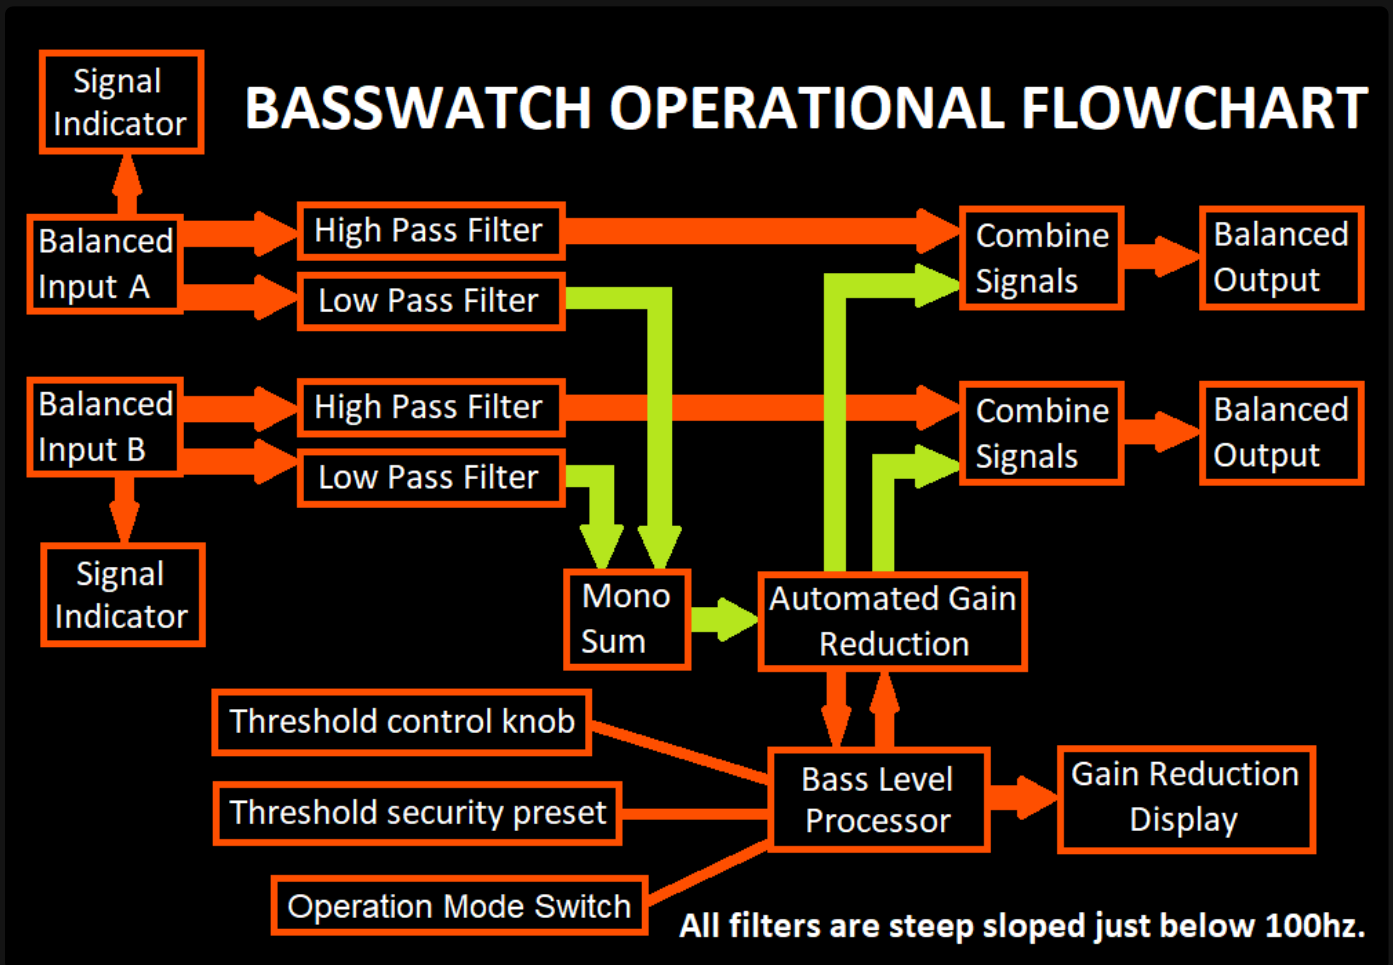 Signal
Indicator
BASSWATCH OPERATIONAL FLOWCHART
Balanced
Input A
High Pass Filter
Low Pass Filter
Combine
Signals
Balanced
Output
Balanced
Input B
High Pass Filter
Low Pass Filter
Combine
Signals
Balanced
Output
Signal
Indicator
Mono
Sum
Automated Gain
Reduction
Threshold control knob
Threshold security preset
Operation Mode Switch
Bass Level
Processor
Gain Reduction
Display
All filters are steep sloped just below 100hz.